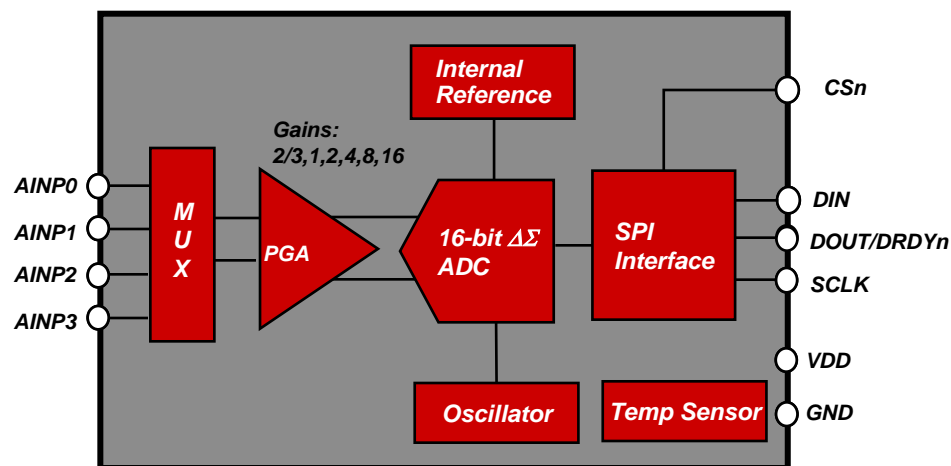 Internal
Reference
CSn
Gains:
2/3,1,2,4,8,16
AINP0
AINP1
AINP2
AINP3
M
U
X
PGA
16-bit ΔΣ
ADC
SPI
Interface
DIN
DOUT/DRDYn
SCLK
VDD
GND
Oscillator
Temp Sensor